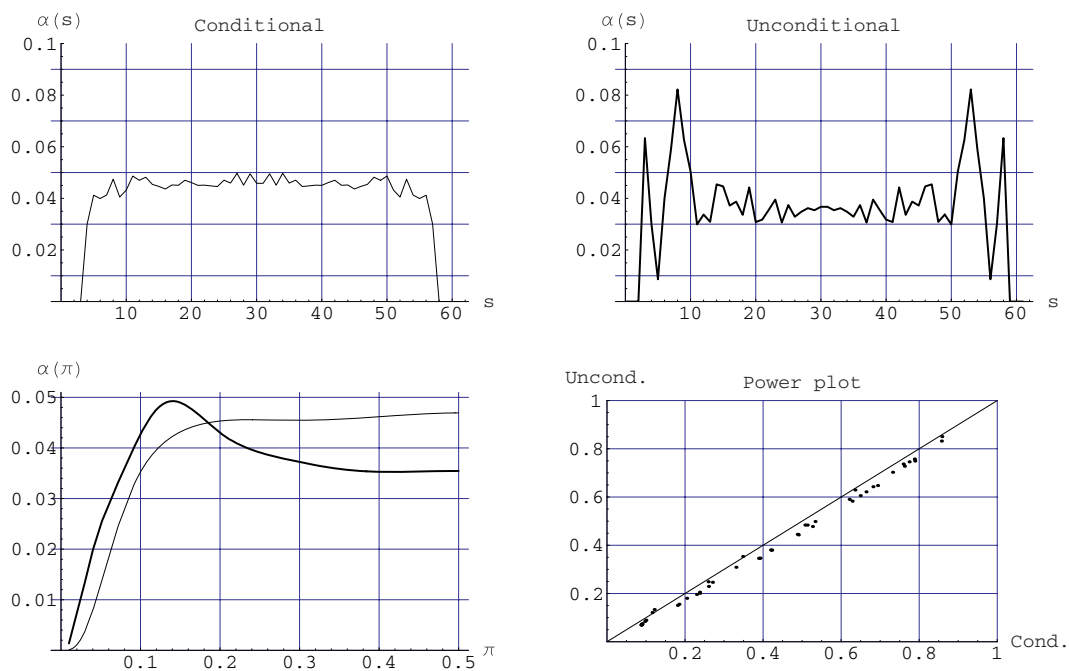 α(s) Conditional
0.1
0.08
0.06
0.04
0.02
10 20 30 40 50 60 s
α(s) Unconditional
0.1
0.08
0.06
0.04
0.02
10 20 30 40 50 60 s
α(π)
0.05
0.04
0.03
0.02
0.01
0.1 0.2 0.3 0.4 0.5 π
Uncond. Power plot
1
0.8
0.6
0.4
0.2
0.2 0.4 0.6 0.8 1 Cond.